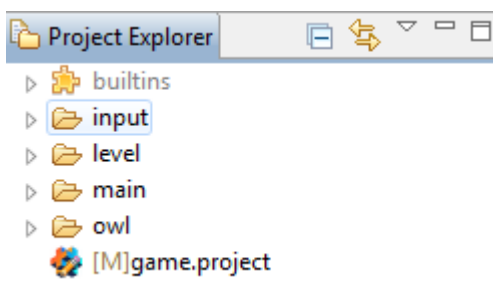 Project Explorer
builtins
input
level
main
owl
[M]game.project